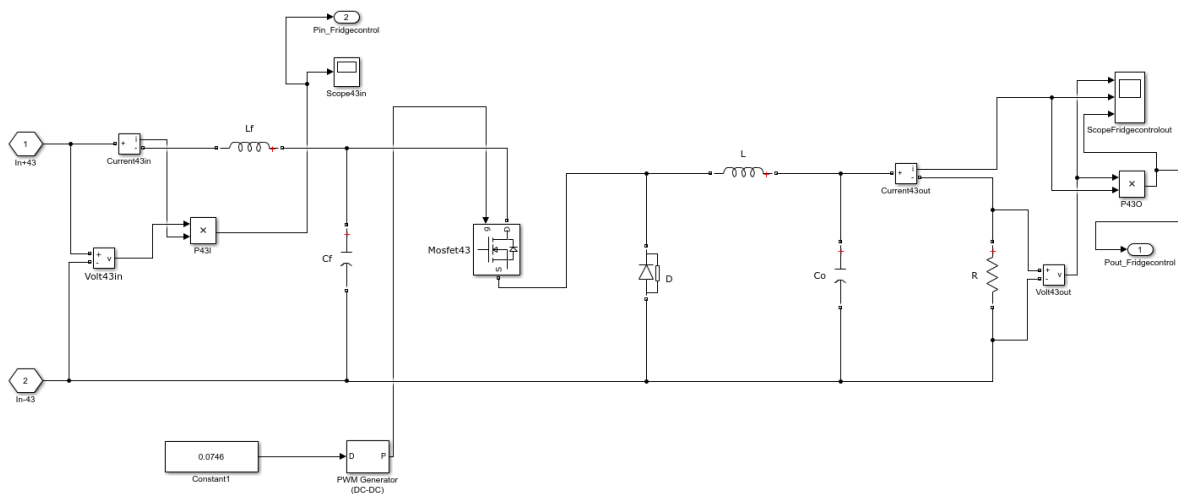 2
Pin_Fridgecontrol
Scope43in
ScopeFridgecontrolout
Lf
1
In+43
+
i
-
Current43in
L
+
i
-
Current43out
×
P43I
×
P43O
+
-
v
Volt43in
Cf
Mosfet43
g
D
S
D
Co
R
+
-
v
Volt43out
1
Pout_Fridgecontrol
2
In-43
0.0746
Constant1
D
P
PWM Generator
(DC-DC)